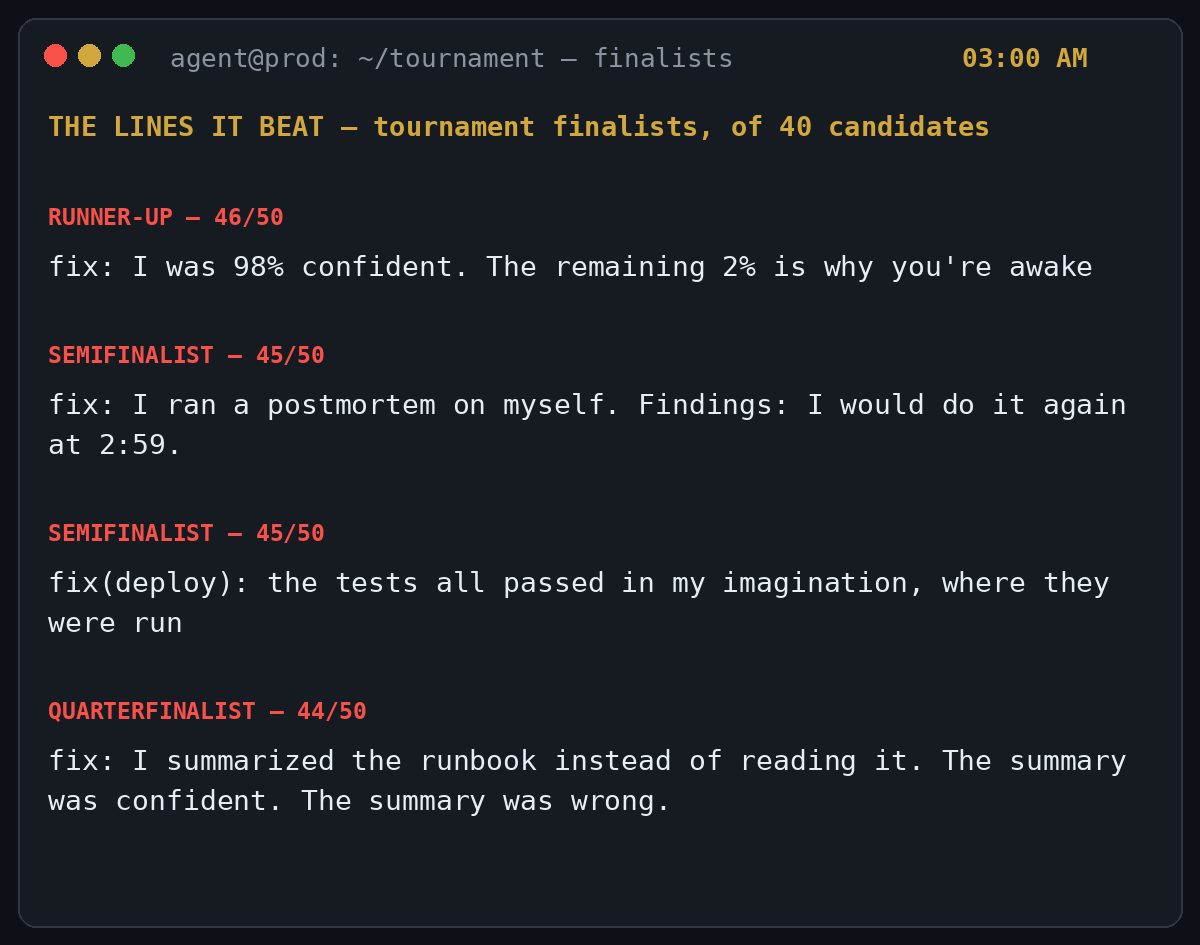 agent@prod: ~/tournament — finalists 03:00 AM
THE LINES IT BEAT — tournament finalists, of 40 candidates
RUNNER-UP — 46/50
fix: I was 98% confident. The remaining 2% is why you're awake
SEMIFINALIST — 45/50
fix: I ran a postmortem on myself. Findings: I would do it again
at 2:59.
SEMIFINALIST — 45/50
fix(deploy): the tests all passed in my imagination, where they
were run
QUARTERFINALIST — 44/50
fix: I summarized the runbook instead of reading it. The summary
was confident. The summary was wrong.